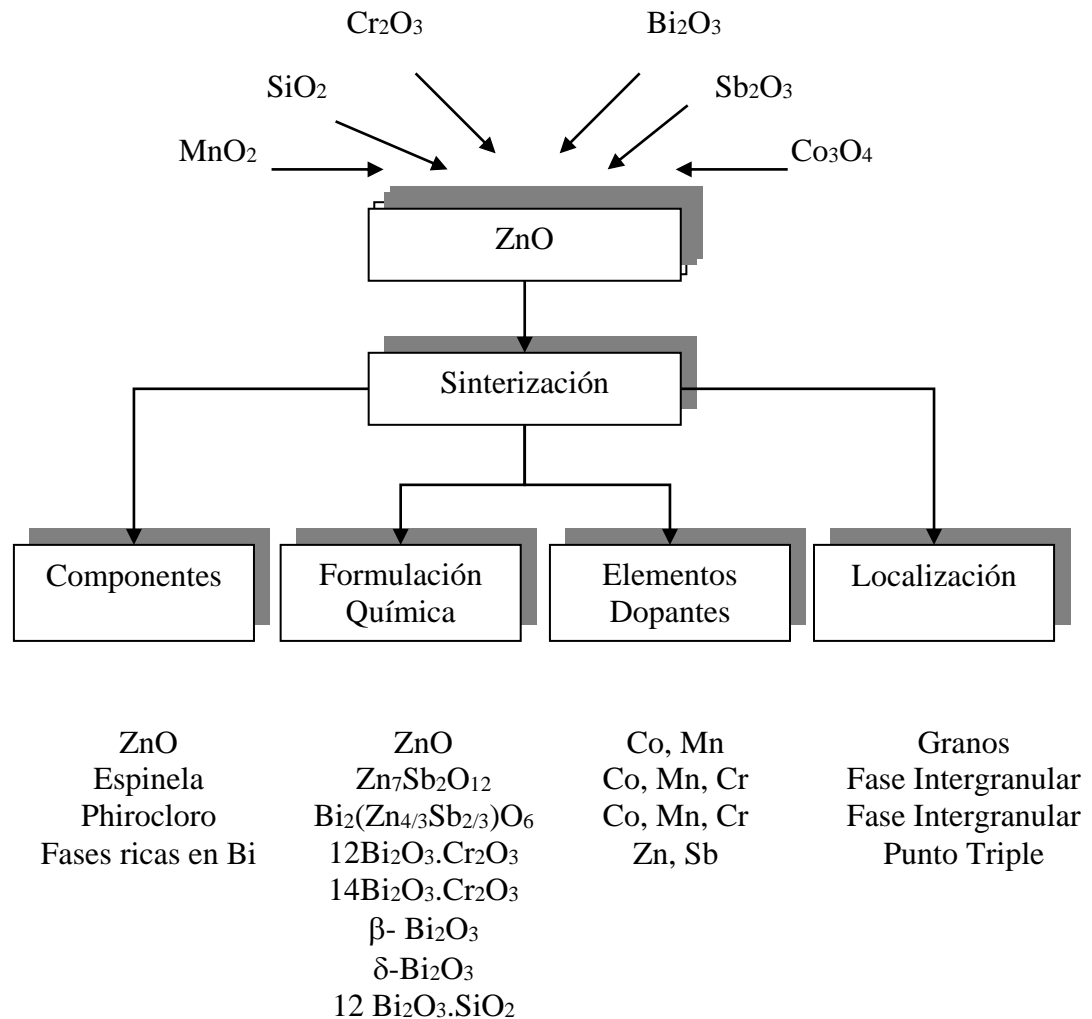 Cr₂O₃ Bi₂O₃
SiO₂ Sb₂O₃
MnO₂ Co₃O₄
ZnO
Sinterización
Componentes
Formulación
Química
Elementos
Dopantes
Localización
ZnO ZnO Co, Mn Granos
Espinela Zn₇Sb₂O₁₂ Co, Mn, Cr Fase Intergranular
Phirocloro Bi₂(Zn₄/₃Sb₂/₃)O₆ Co, Mn, Cr Fase Intergranular
Fases ricas en Bi 12Bi₂O₃.Cr₂O₃ Zn, Sb Punto Triple
14Bi₂O₃.Cr₂O₃
β- Bi₂O₃
δ-Bi₂O₃
12 Bi₂O₃.SiO₂